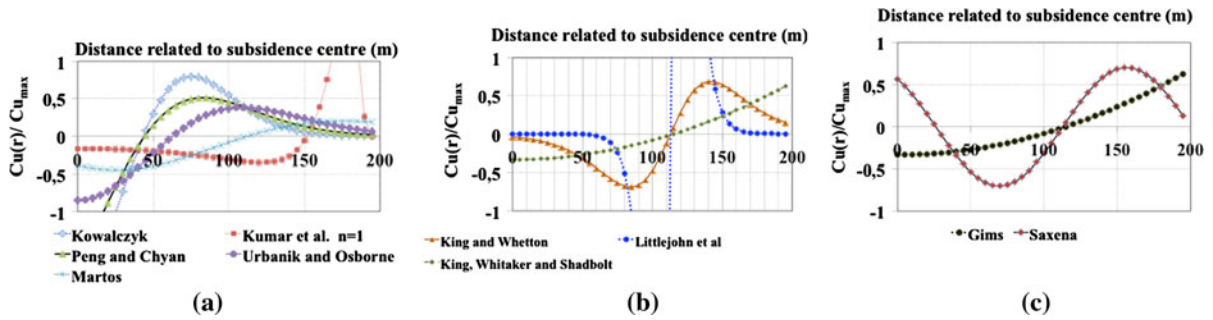 Distance related to subsidence centre (m)
Cu(r)/ Cumax
1
0,5
0
-0,5
-1
0
50
100
150
200
Kowalczyk
Kumar et al. n=1
Peng and Chyan
Urbanik and Osborne
Martos
(a)
Distance related to subsidence centre (m)
Cu(r)/Cumax
1
0,5
0
-0,5
-1
0
50
100
150
200
King and Whetton
Littlejohn et al
King, Whitaker and Shadbolt
(b)
Distance related to subsidence centre (m)
Cu(r)/Cumax
1
0,5
0
-0,5
-1
0
50
100
150
200
Gims
Saxena
(c)